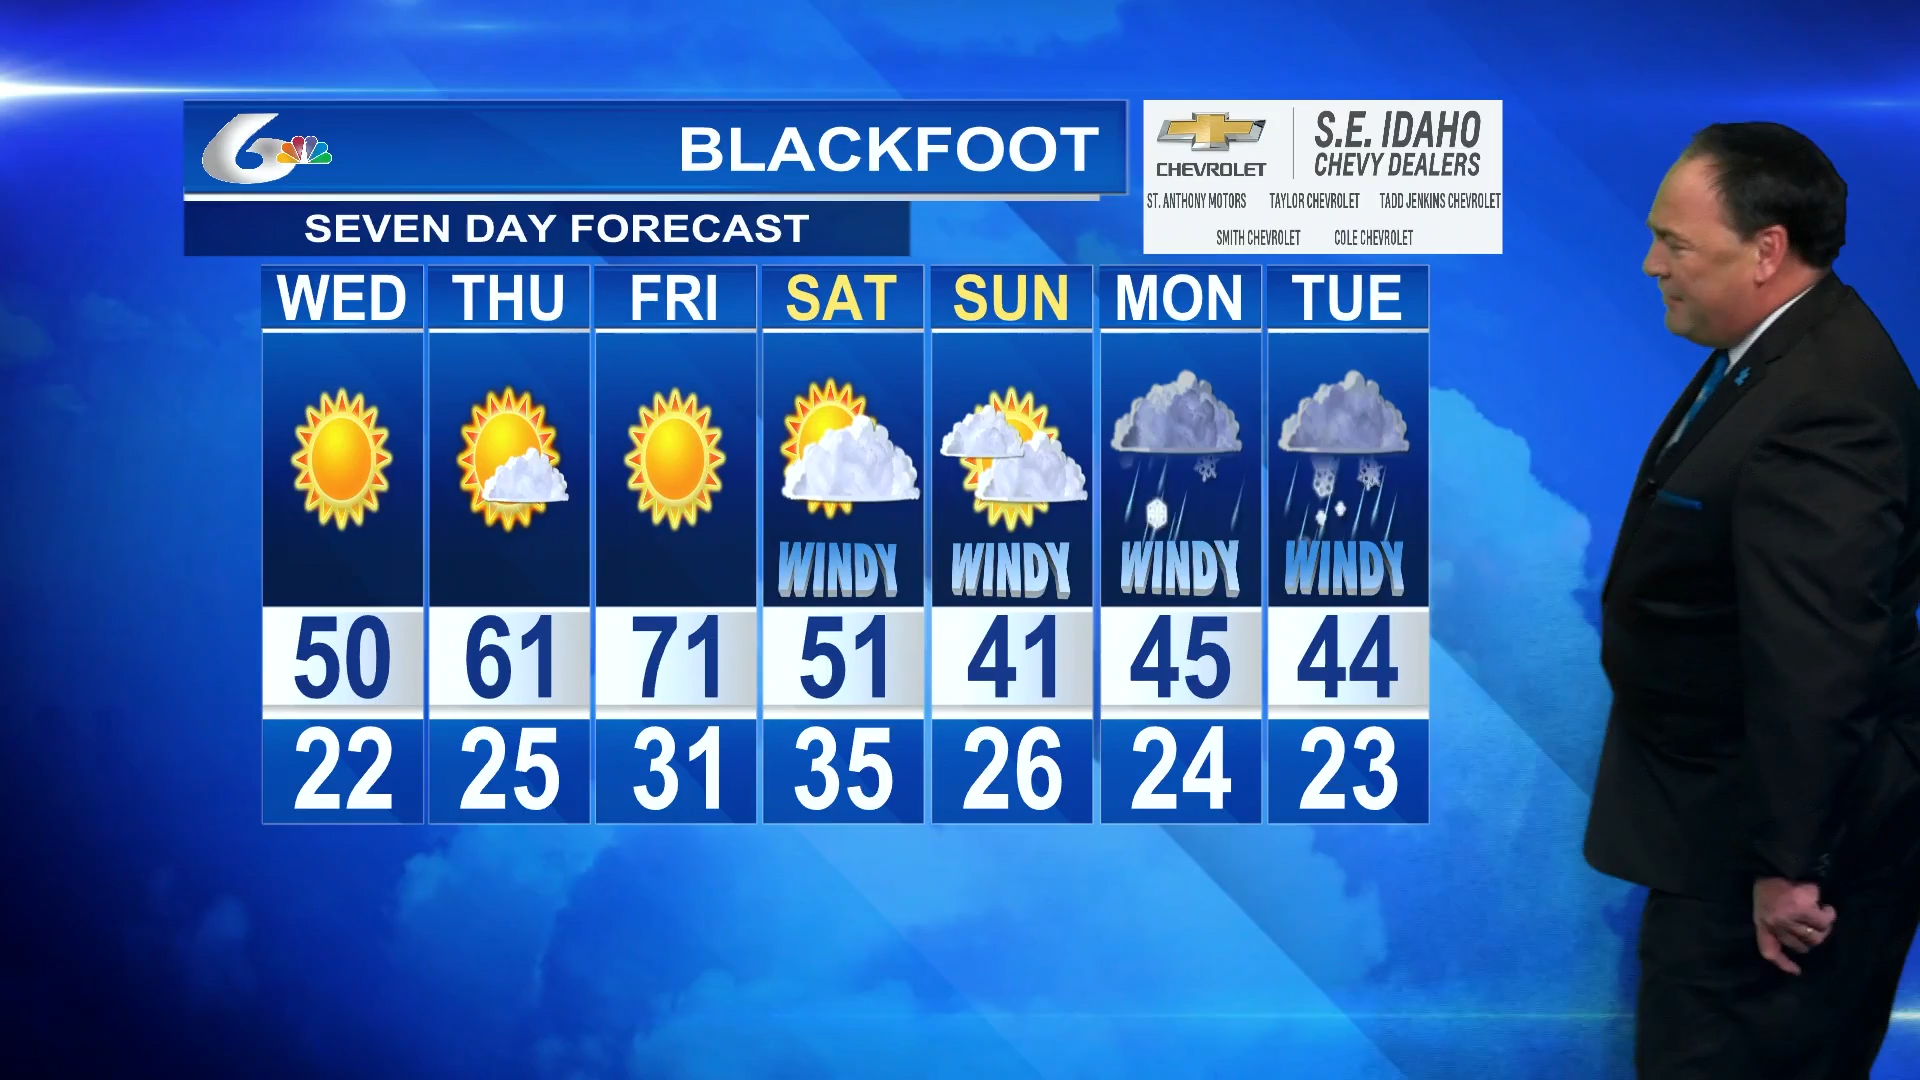 6
BLACKFOOT
SEVEN DAY FORECAST
CHEVROLET
S.E. IDAHO
CHEVY DEALERS
ST. ANTHONY MOTORS TAYLOR CHEVROLET TADD JENKINS CHEVROLET
SMITH CHEVROLET COLE CHEVROLET
WED THU FRI SAT SUN MON TUE
WINDY WINDY WINDY WINDY
50 61 71 51 41 45 44
22 25 31 35 26 24 23